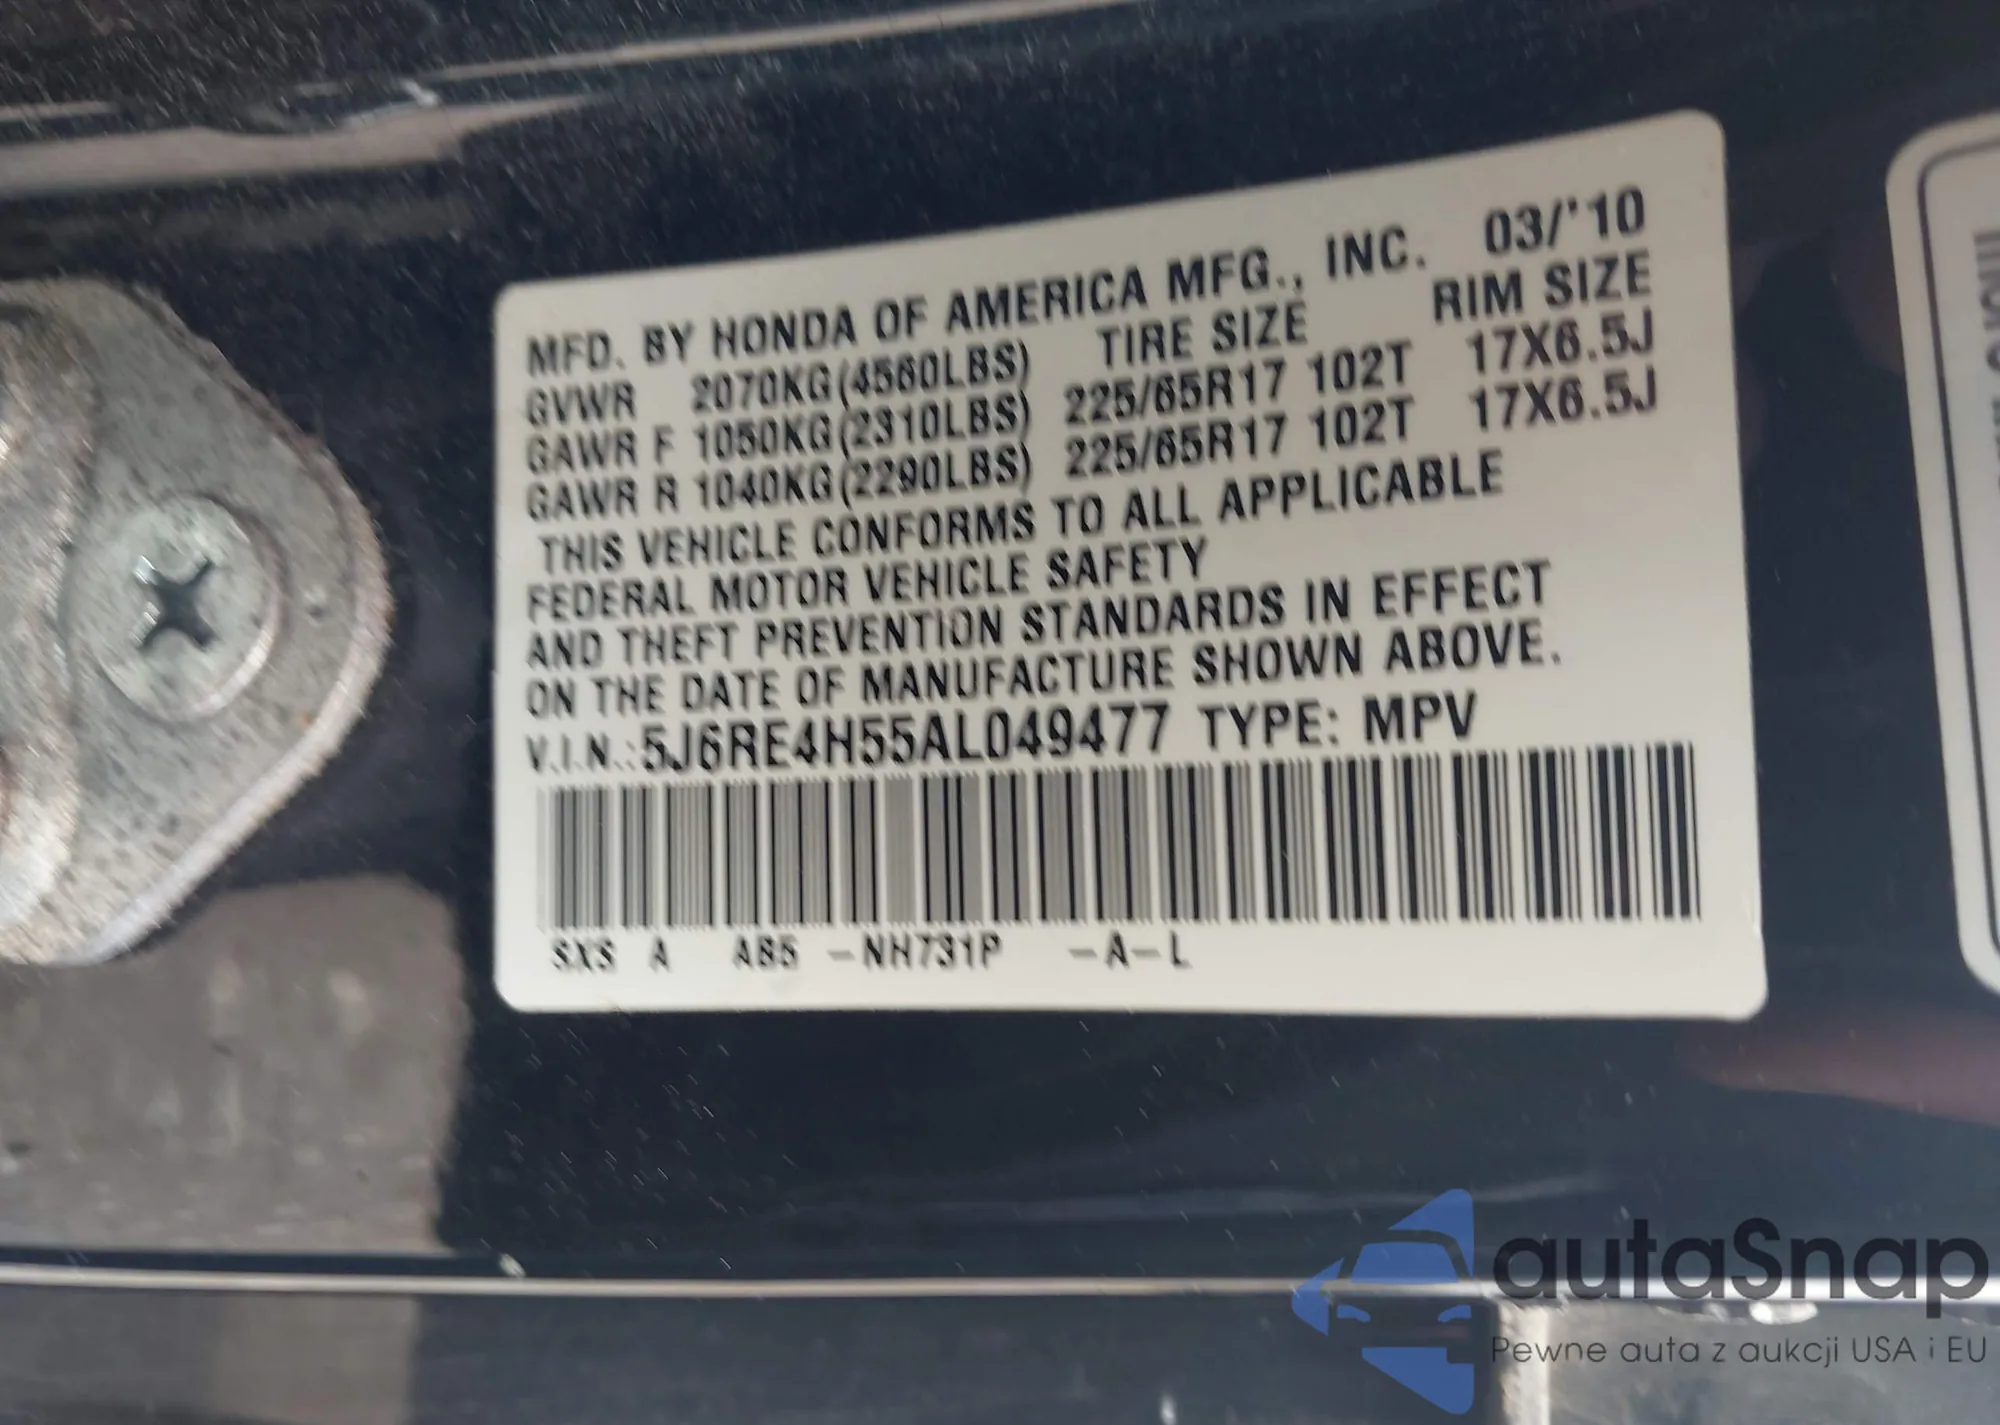 MFD. BY HONDA OF AMERICA MFG., INC. 03/'10
GVWR 2070KG(4560LBS) TIRE SIZE RIM SIZE
GAWR F 1050KG(2310LBS) 225/65R17 102T 17X6.5J
GAWR R 1040KG(2290LBS) 225/65R17 102T 17X6.5J
THIS VEHICLE CONFORMS TO ALL APPLICABLE
FEDERAL MOTOR VEHICLE SAFETY
AND THEFT PREVENTION STANDARDS IN EFFECT
ON THE DATE OF MANUFACTURE SHOWN ABOVE.
V.I.N.:5J6RE4H55AL049477 TYPE: MPV
SXS A A65 -NH731P -A-L
autaSnap
Pewne auta z aukcji USA i EU